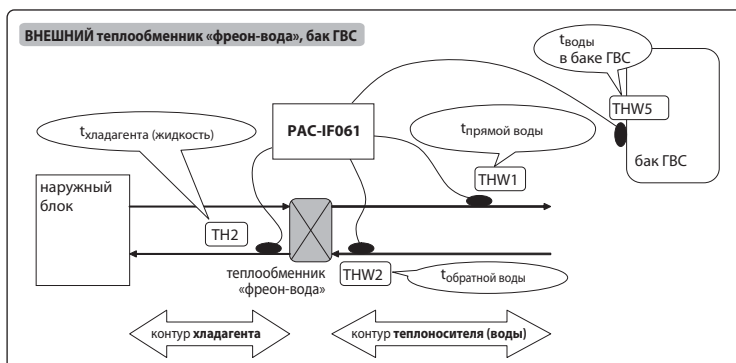 ВНЕШНИЙ теплообменник «фреон-вода», бак ГВС
tводы
в баке ГВС
THW5
бак ГВС
PAC-IF061
tхладагента (жидкость)
tпрямой воды
THW1
наружный
блок
TH2
теплообменник
«фреон-вода»
THW2
tобратной воды
контур хладагента
контур теплоносителя (воды)